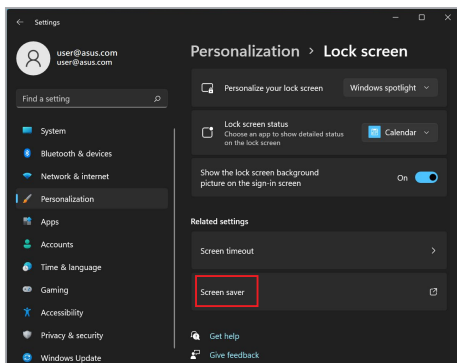 Settings
user@asus.com
user@asus.com
Find a setting
System
Bluetooth & devices
Network & internet
Personalization
Apps
Accounts
Time & language
Gaming
Accessibility
Privacy & security
Windows Update
Personalization > Lock screen
Personalize your lock screen
Windows spotlight
Lock screen status
Choose an app to show detailed status
on the lock screen
Calendar
Show the lock screen background
picture on the sign-in screen
On
Related settings
Screen timeout
Screen saver
Get help
Give feedback